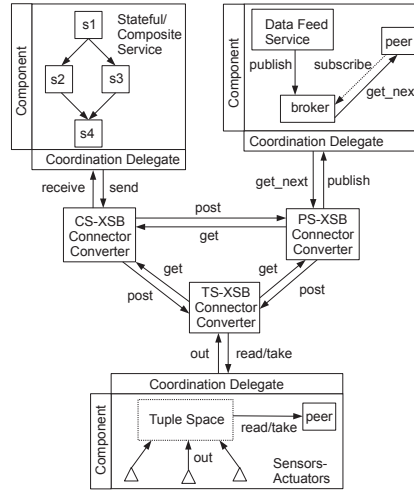 s1
Stateful/
Composite
Service
s2
s3
s4
Component
Coordination Delegate
Data Feed
Service
peer
publish
subscribe
get_next
broker
Component
Coordination Delegate
receive
send
get_next
publish
CS-XSB
Connector
Converter
post
get
PS-XSB
Connector
Converter
get
get
post
post
TS-XSB
Connector
Converter
out
read/take
Coordination Delegate
Component
Tuple Space
peer
read/take
out
Sensors-
Actuators